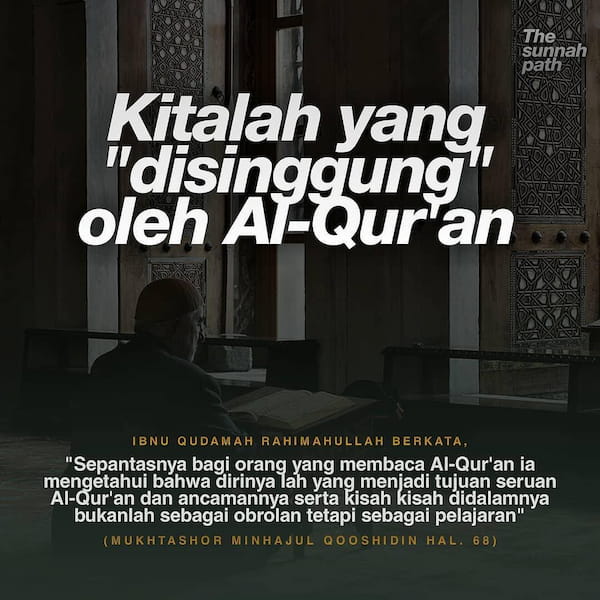 The
sunnah
path
Kitalah yang
"disinggung"
oleh Al-Qur'an
IBNU QUDAMAH RAHIMAHULLAH BERKATA,
"Sepantasnya bagi orang yang membaca Al-Qur'an ia
mengetahui bahwa dirinya lah yang menjadi tujuan seruan
Al-Qur'an dan ancamannya serta kisah kisah didalamnya
bukanlah sebagai obrolan tetapi sebagai pelajaran"
(MUKHTASHOR MINHAJUL QOOSHIDIN HAL. 68)